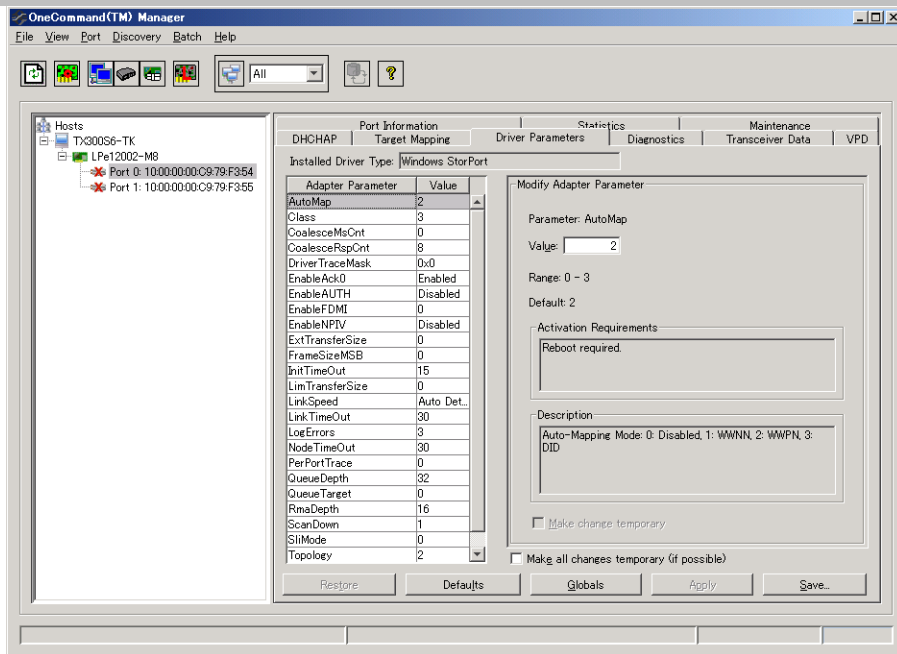 OneCommand(TM) Manager
File View Port Discovery Batch Help
All
Hosts
TX300S6-TK
LPe12002-M8
Port 0: 10:00:00:00:C9:79:F3:54
Port 1: 10:00:00:00:C9:79:F3:55
Port Information Statistics Maintenance
DHCHAP Target Mapping Driver Parameters Diagnostics Transceiver Data VPD
Installed Driver Type: Windows StorPort
Adapter Parameter Value
AutoMap 2
Class 3
CoalesceMsCnt 0
CoalesceRspCnt 8
DriverTraceMask 0x0
EnableAck0 Enabled
EnableAUTH Disabled
EnableFDMI 0
EnableNPIV Disabled
ExtTransferSize 0
FrameSizeMSB 0
InitTimeOut 15
LimTransferSize 0
LinkSpeed Auto Det...
LinkTimeOut 30
LogErrors 3
NodeTimeOut 30
PerPortTrace 0
QueueDepth 32
QueueTarget 0
RmaDepth 16
ScanDown 1
SliMode 0
Topology 2
Modify Adapter Parameter
Parameter: AutoMap
Value: 2
Range: 0 - 3
Default: 2
Activation Requirements
Reboot required.
Description
Auto-Mapping Mode: 0: Disabled, 1: WWNN, 2: WWPN, 3:
DID
Make change temporary
Make all changes temporary (if possible)
Restore Defaults Globals Apply Save...